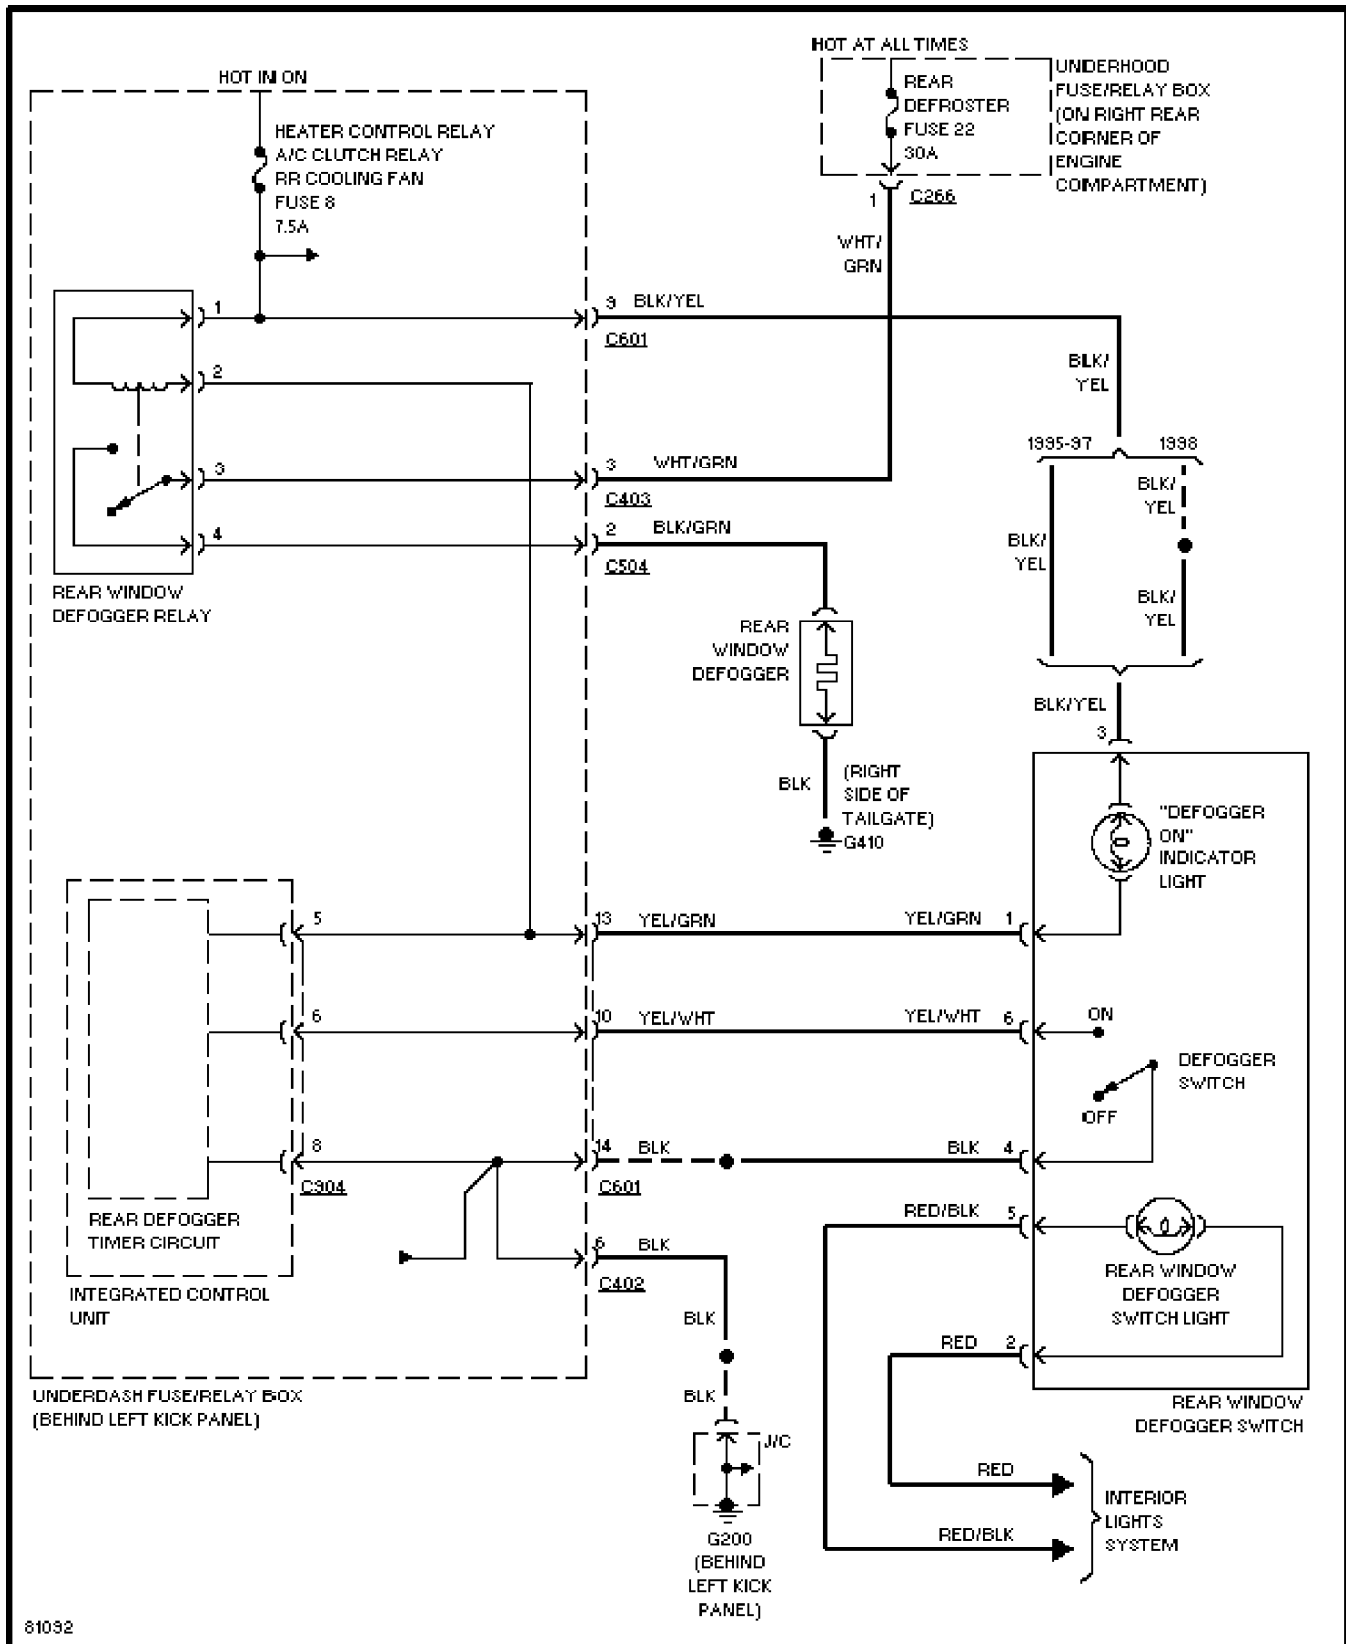 HOT AT ALL TIMES
REAR
DEFROSTER
FUSE 22
30A
UNDERHOOD
FUSE/RELAY BOX
(ON RIGHT REAR
CORNER OF
ENGINE
COMPARTMENT)
HOT IN ON
HEATER CONTROL RELAY
A/C CLUTCH RELAY
RR COOLING FAN
FUSE 8
7.5A
1
C266
WHT/
GRN
1
9
BLK/YEL
C601
2
BLK/
YEL
1995-97
1998
3
3
WHT/GRN
C403
BLK/
YEL
4
2
BLK/GRN
C504
BLK/
YEL
BLK/
YEL
REAR WINDOW
DEFOGGER RELAY
REAR
WINDOW
DEFOGGER
BLK/YEL
3
BLK
(RIGHT
SIDE OF
TAILGATE)
G410
"DEFOGGER
ON"
INDICATOR
LIGHT
5
13
YEL/GRN
YEL/GRN
1
6
10
YEL/WHT
YEL/WHT
6
ON
DEFOGGER
SWITCH
OFF
8
14
BLK
BLK
4
C904
C601
REAR DEFOGGER
TIMER CIRCUIT
RED/BLK
5
6
BLK
C402
INTEGRATED CONTROL
UNIT
REAR WINDOW
DEFOGGER
SWITCH LIGHT
BLK
RED
2
UNDERDASH FUSE/RELAY BOX
(BEHIND LEFT KICK PANEL)
BLK
REAR WINDOW
DEFOGGER SWITCH
J/C
RED
INTERIOR
LIGHTS
SYSTEM
RED/BLK
G200
(BEHIND
LEFT KICK
PANEL)
81092